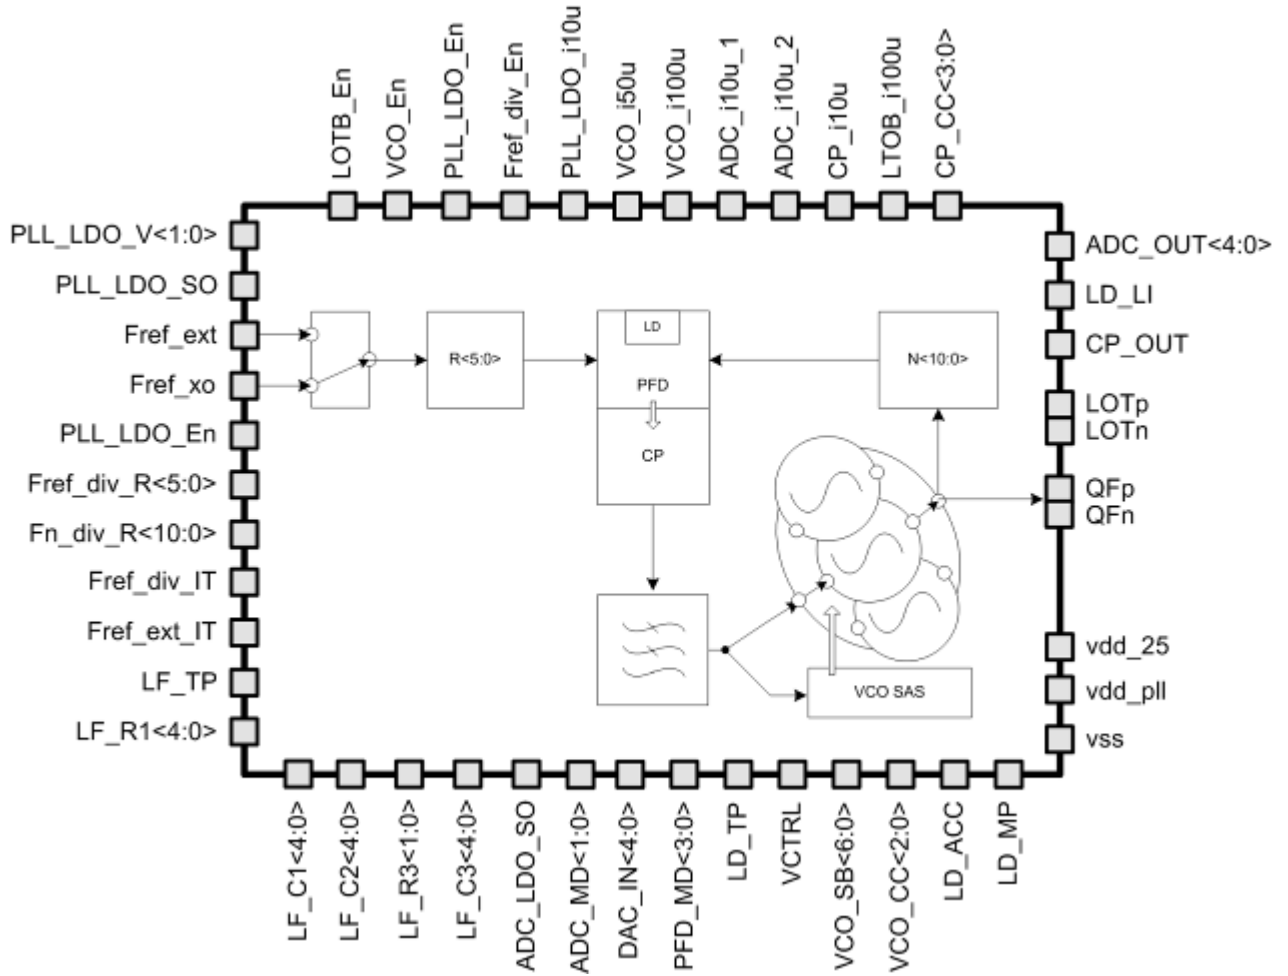 LOTB_En
VCO_En
PLL_LDO_En
Fref_div_En
PLL_LDO_i10u
VCO_i50u
VCO_i100u
ADC_i10u_1
ADC_i10u_2
CP_i10u
LTOB_i100u
CP_CC<3:0>
PLL_LDO_V<1:0>
PLL_LDO_SO
Fref_ext
Fref_xo
PLL_LDO_En
Fref_div_R<5:0>
Fn_div_R<10:0>
Fref_div_IT
Fref_ext_IT
LF_TP
LF_R1<4:0>
R<5:0>
LD
PFD
CP
N<10:0>
VCO SAS
ADC_OUT<4:0>
LD_LI
CP_OUT
LOTp
LOTn
QFp
QFn
vdd_25
vdd_pll
vss
LF_C1<4:0>
LF_C2<4:0>
LF_R3<1:0>
LF_C3<4:0>
ADC_LDO_SO
ADC_MD<1:0>
DAC_IN<4:0>
PFD_MD<3:0>
LD_TP
VCTRL
VCO_SB<6:0>
VCO_CC<2:0>
LD_ACC
LD_MP